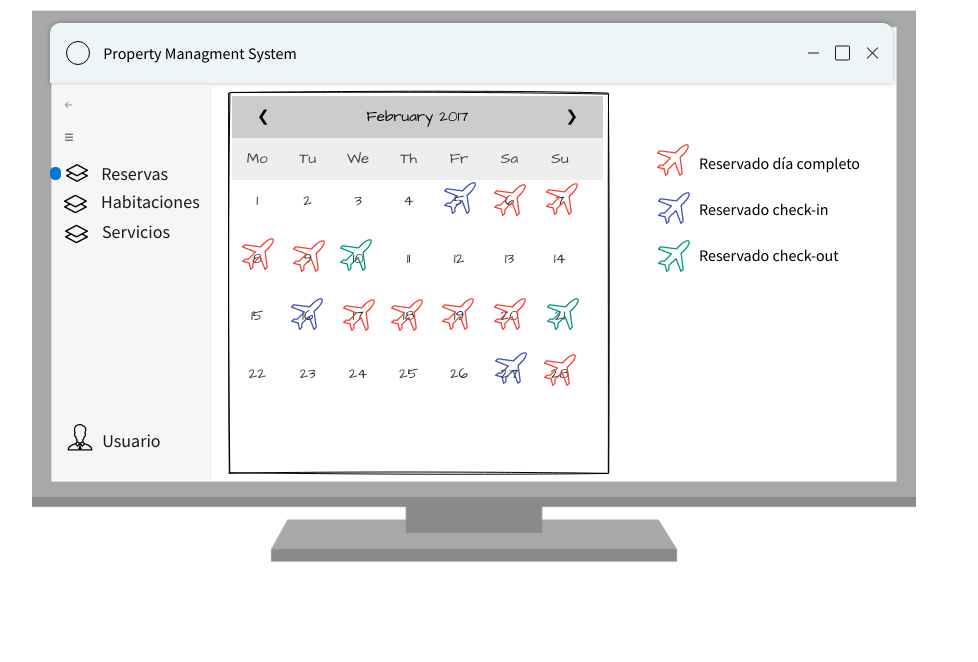 Property Managment System
Reservas
Habitaciones
Servicios
Usuario
February 2017
Mo Tu We Th Fr Sa Su
1 2 3 4 5 6 7
8 9 10 11 12 13 14
15 16 17 18 19 20 21
22 23 24 25 26 27 28
Reservado día completo
Reservado check-in
Reservado check-out